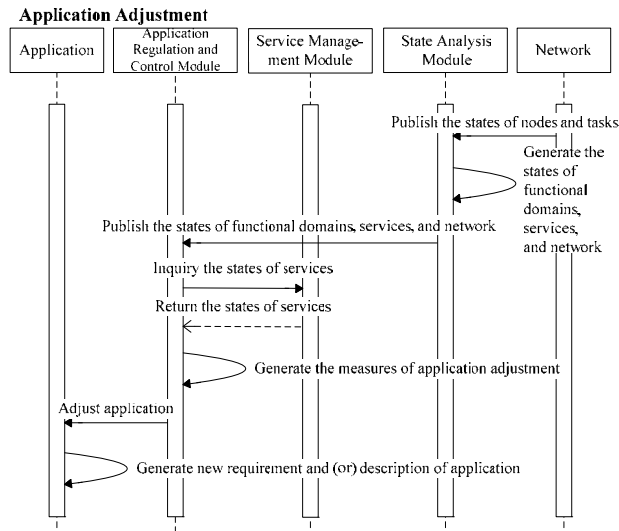 Application Adjustment
Application
Application
Regulation and
Control Module
Service Manage-
ment Module
State Analysis
Module
Network
Publish the states of nodes and tasks
Generate the
states of
functional
domains,
services,
and network
Publish the states of functional domains, services, and network
Inquiry the states of services
Return the states of services
Generate the measures of application adjustment
Adjust application
Generate new requirement and (or) description of application